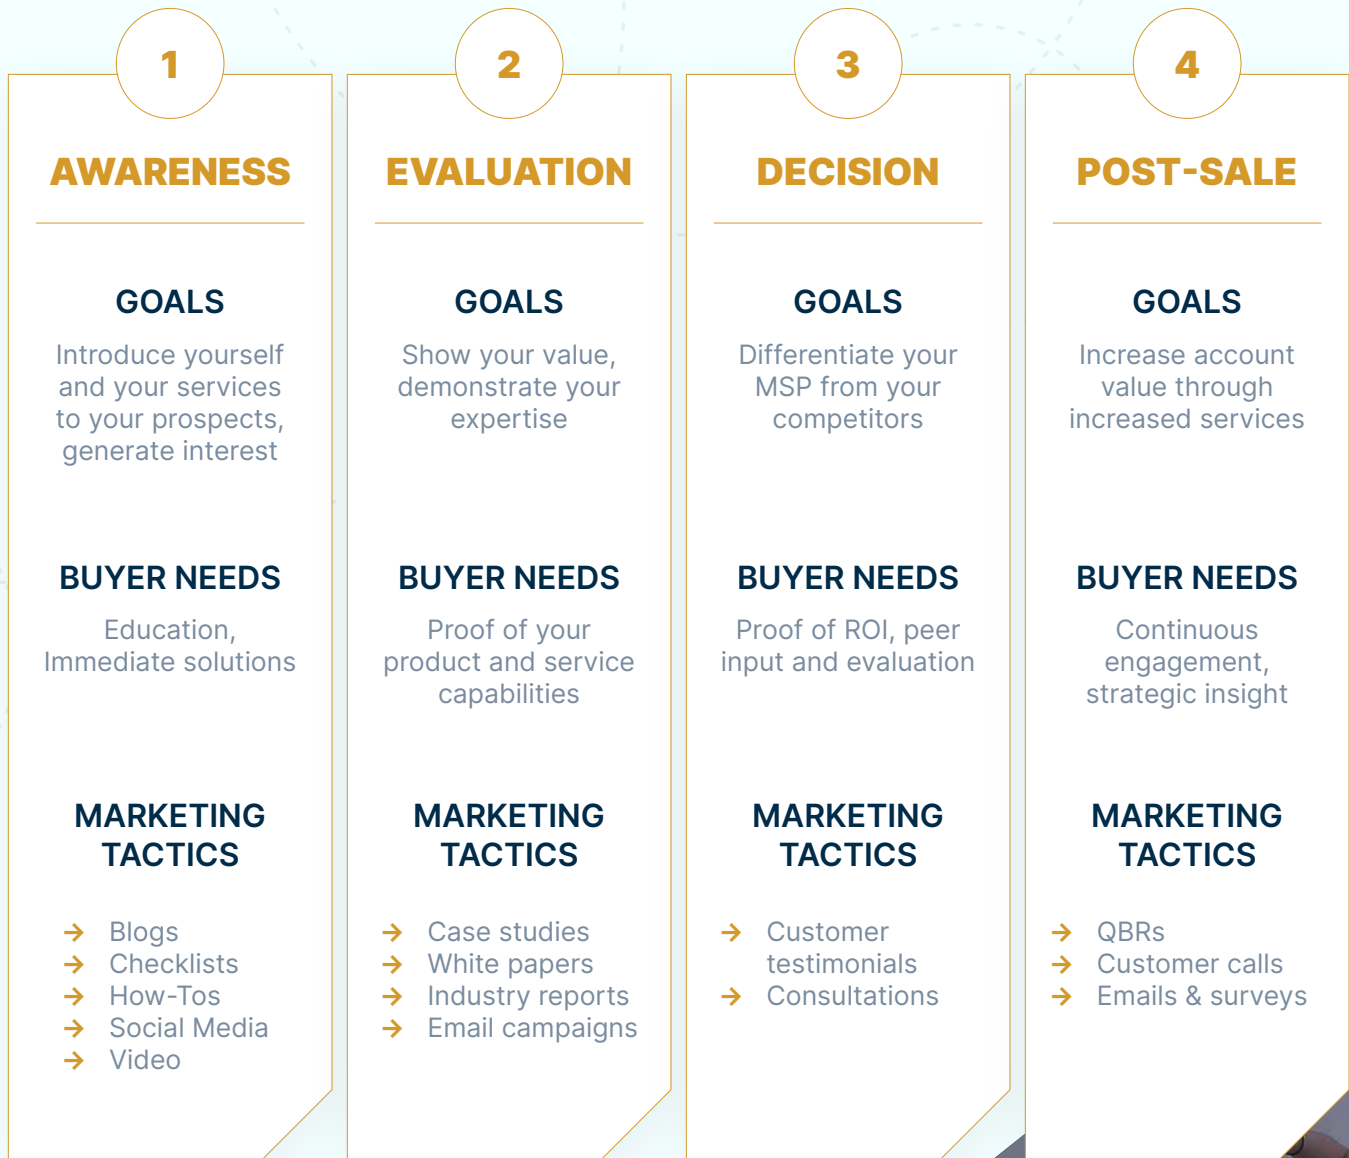 1
AWARENESS
GOALS
Introduce yourself
and your services
to your prospects,
generate interest
BUYER NEEDS
Education,
Immediate solutions
MARKETING
TACTICS
→ Blogs
→ Checklists
→ How-Tos
→ Social Media
→ Video
2
EVALUATION
GOALS
Show your value,
demonstrate your
expertise
BUYER NEEDS
Proof of your
product and service
capabilities
MARKETING
TACTICS
→ Case studies
→ White papers
→ Industry reports
→ Email campaigns
3
DECISION
GOALS
Differentiate your
MSP from your
competitors
BUYER NEEDS
Proof of ROI, peer
input and evaluation
MARKETING
TACTICS
→ Customer
testimonials
→ Consultations
4
POST-SALE
GOALS
Increase account
value through
increased services
BUYER NEEDS
Continuous
engagement,
strategic insight
MARKETING
TACTICS
→ QBRs
→ Customer calls
→ Emails & surveys